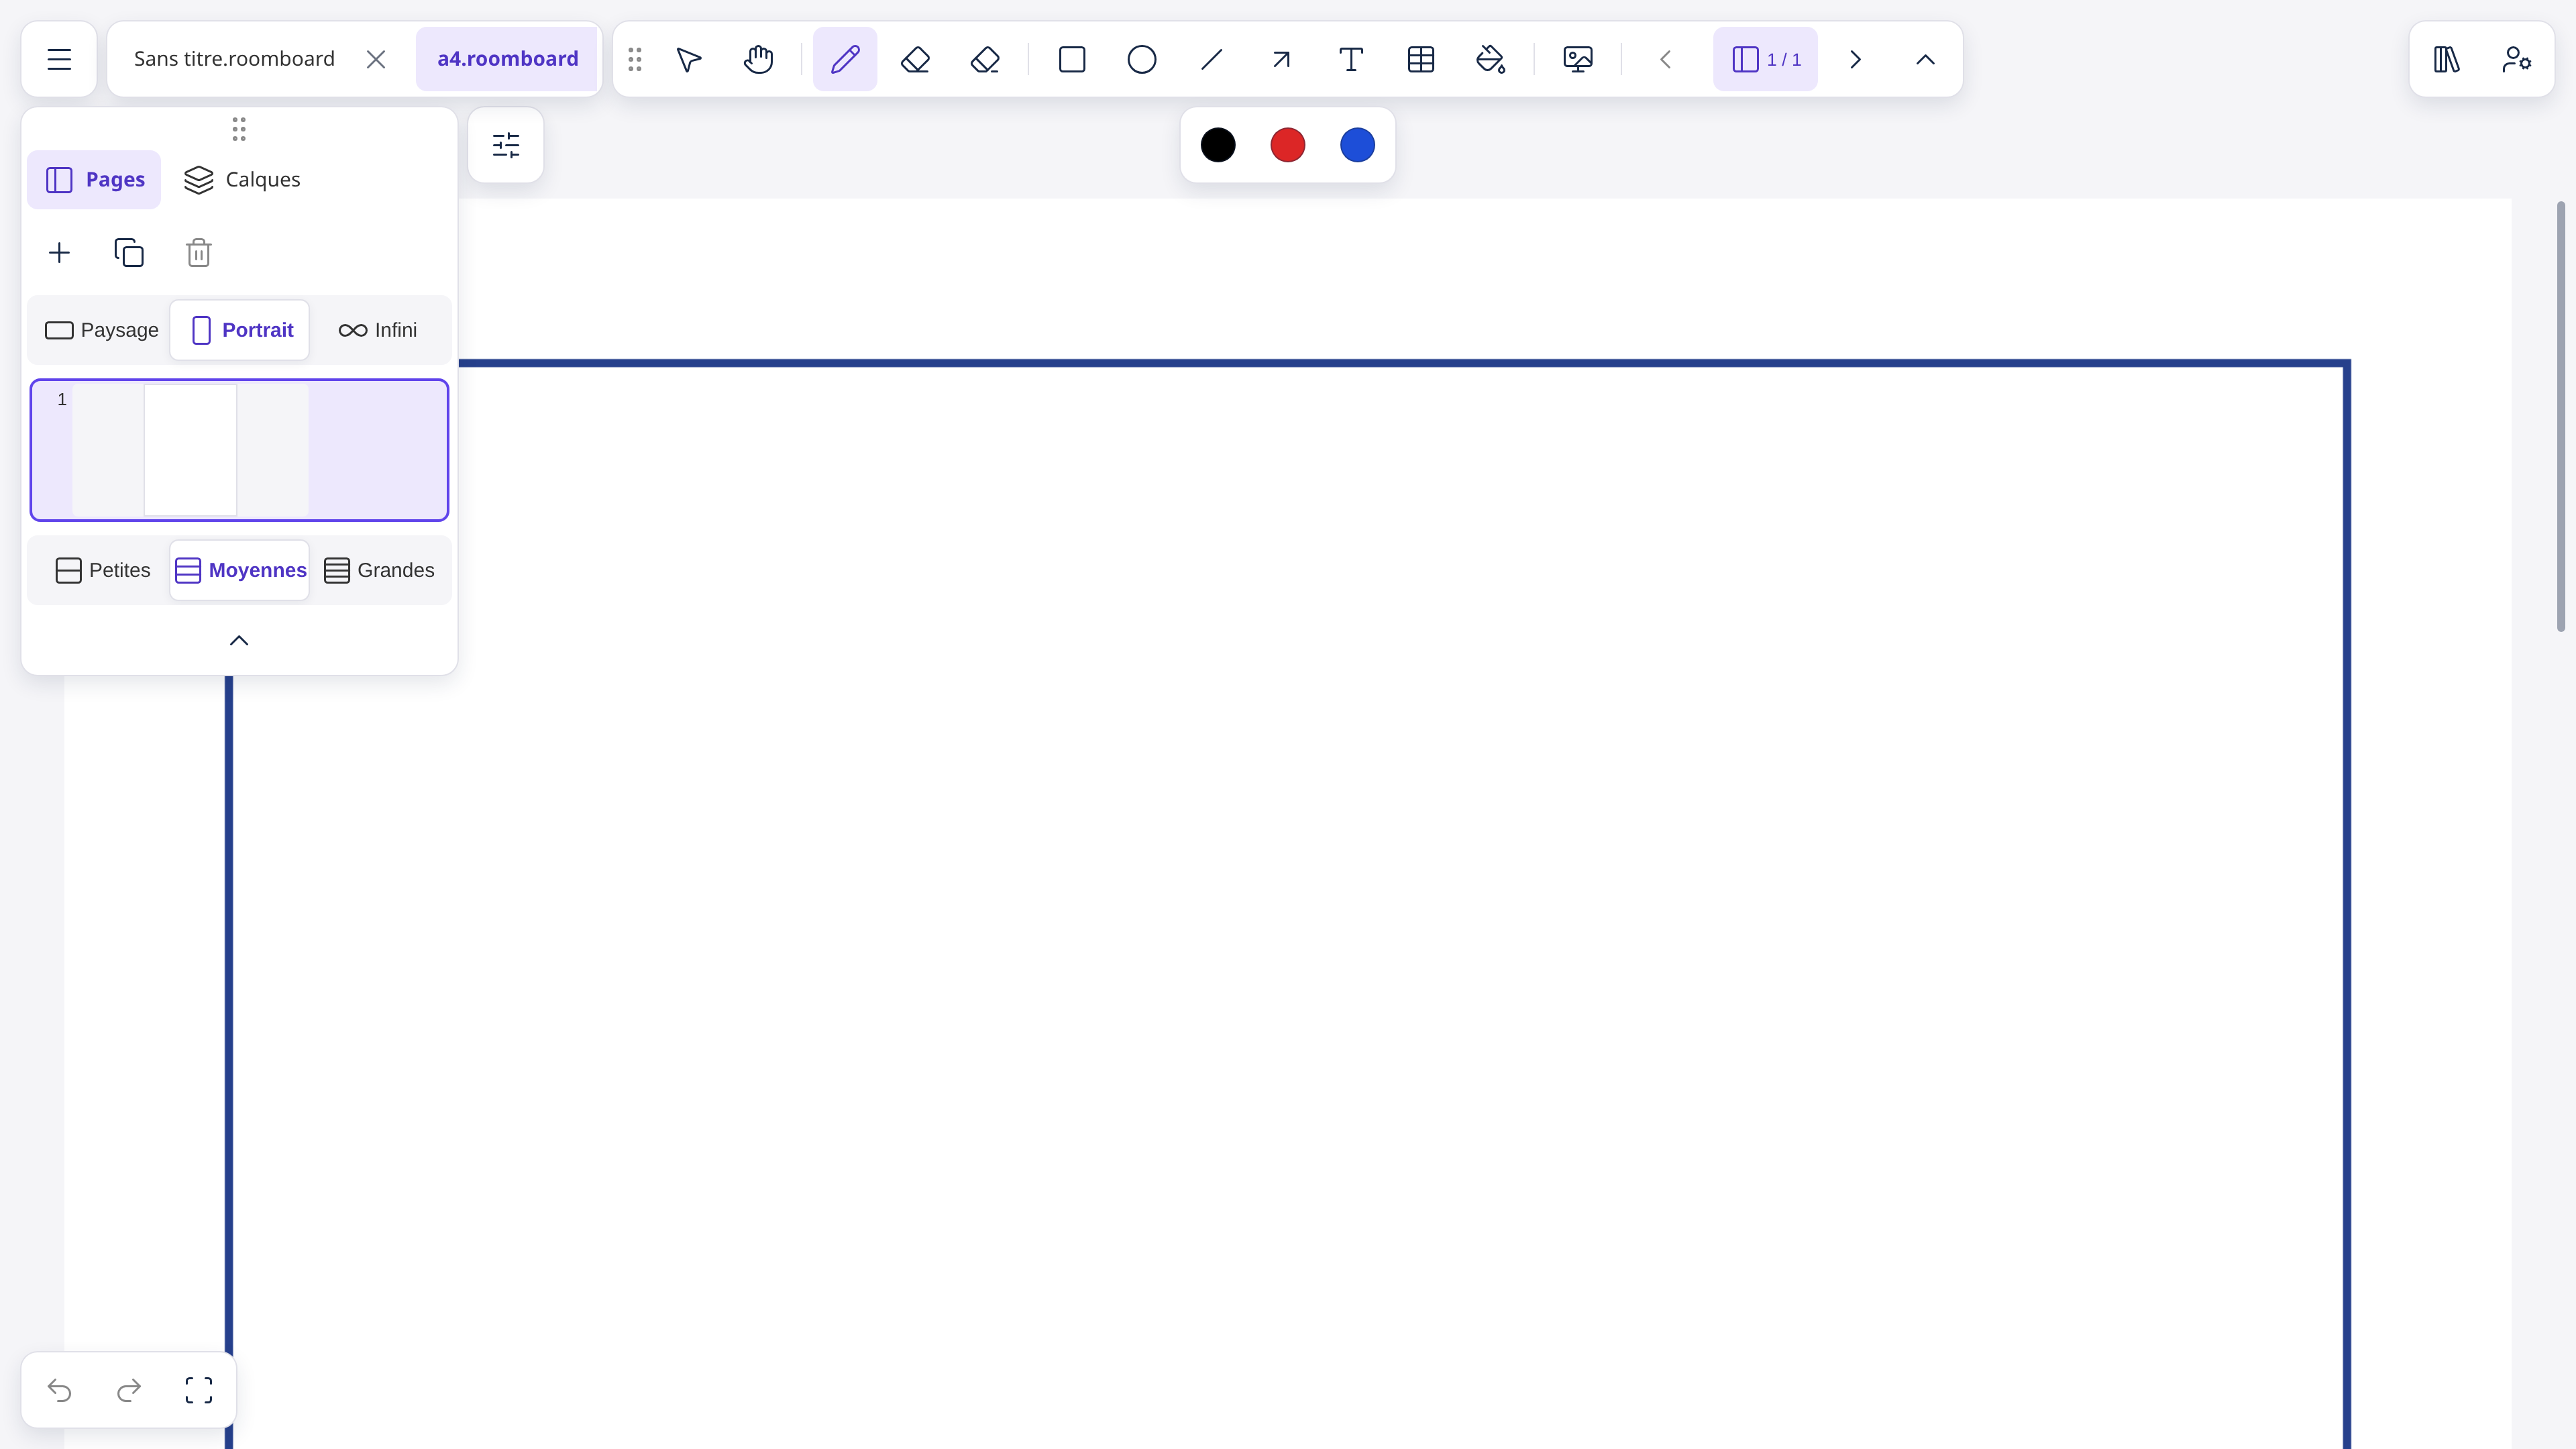 Sans titre.roomboard
a4.roomboard
1 / 1
Pages
Calques
Paysage
Portrait
Infini
1
Petites
Moyennes
Grandes